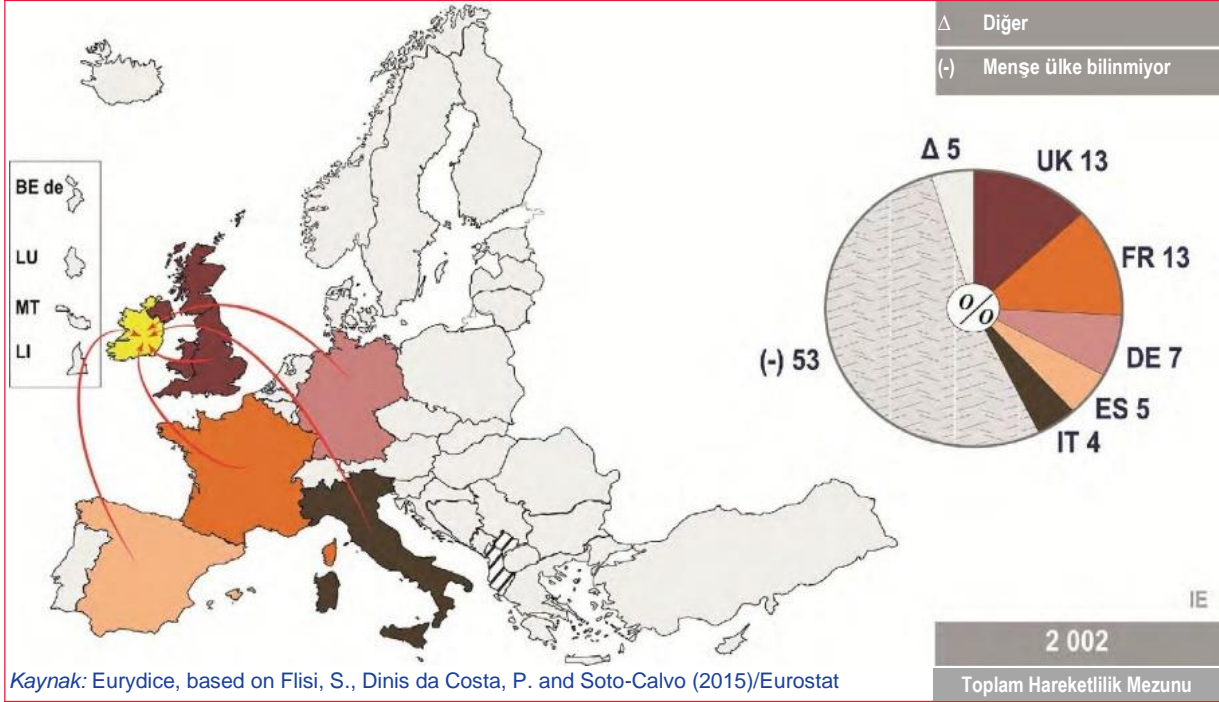 Δ Diğer
(-) Menşe ülke bilinmiyor
BE de
LU
MT
LI
Δ 5
UK 13
FR 13
DE 7
ES 5
IT 4
(-) 53
%
IE
2 002
Toplam Hareketlilik Mezunu
Kaynak: Eurydice, based on Flisi, S., Dinis da Costa, P. and Soto-Calvo (2015)/Eurostat